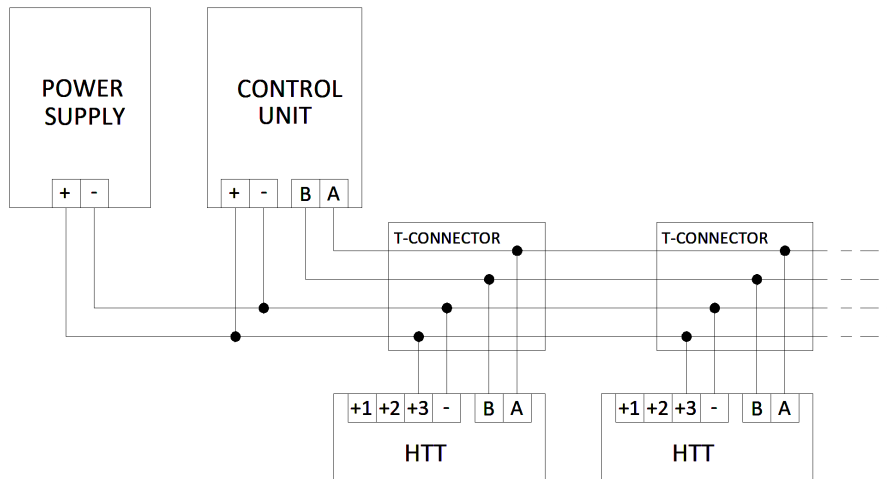 POWER
SUPPLY
CONTROL
UNIT
+ -
+ - B A
T-CONNECTOR
T-CONNECTOR
+1 +2 +3 - B A
HTT
+1 +2 +3 - B A
HTT